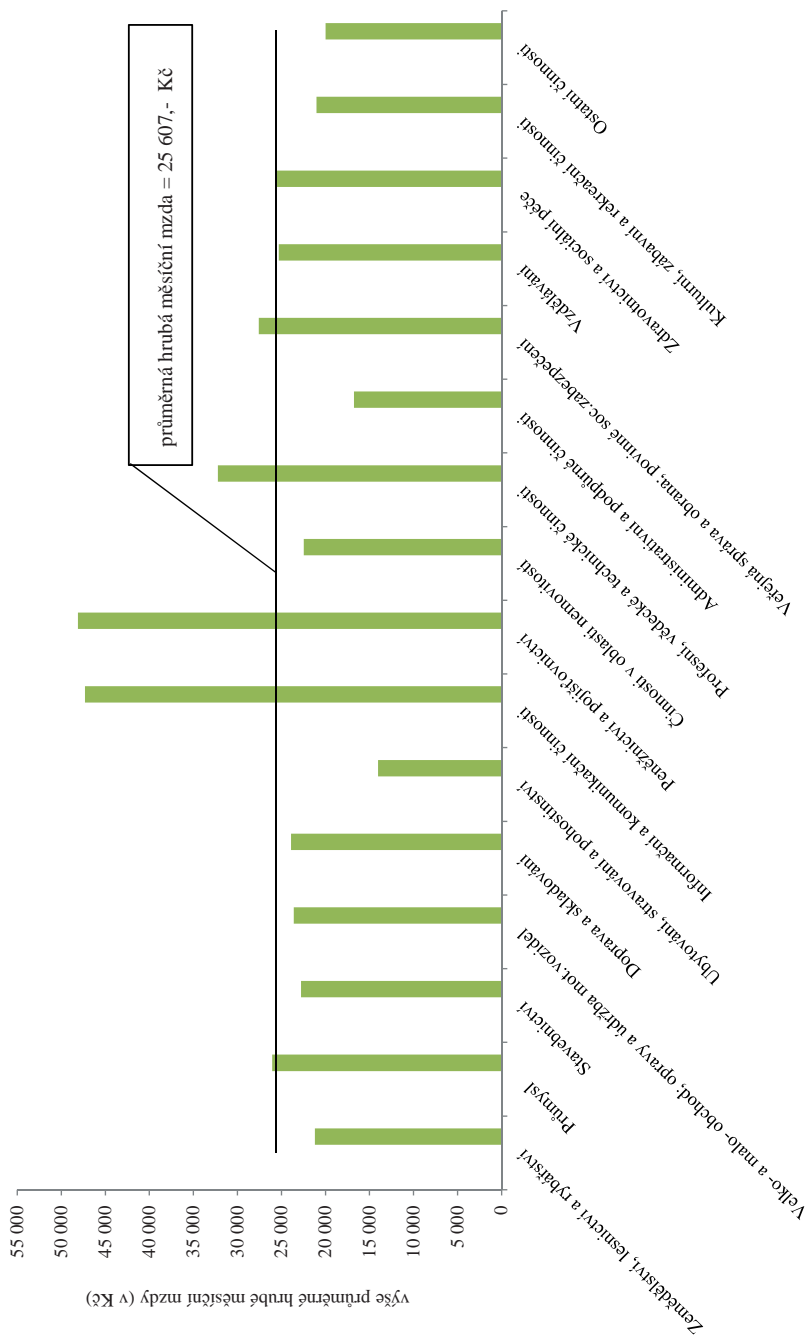 výše průměrné hrubé měsíční mzdy (v Kč)
55 000
50 000
45 000
40 000
35 000
30 000
25 000
20 000
15 000
10 000
5 000
0
průměrná hrubá měsíční mzda = 25 607,- Kč
Zemědělství, lesnictví a rybářství
Průmysl
Stavebnictví
Velko- a malo- obchod; opravy a údržba mot.vozidel
Doprava a skladování
Ubytování, stravování a pohostinství
Informační a komunikační činnosti
Peněžnictví a pojišťovnictví
Činnosti v oblasti nemovitostí
Profesní, vědecké a technické činnosti
Administrativní a podpůrné činnosti
Veřejná správa a obrana; povinné soc.zabezpečení
Vzdělávání
Zdravotnictví a sociální péče
Kulturní, zábavní a rekreační činnosti
Ostatní činnosti